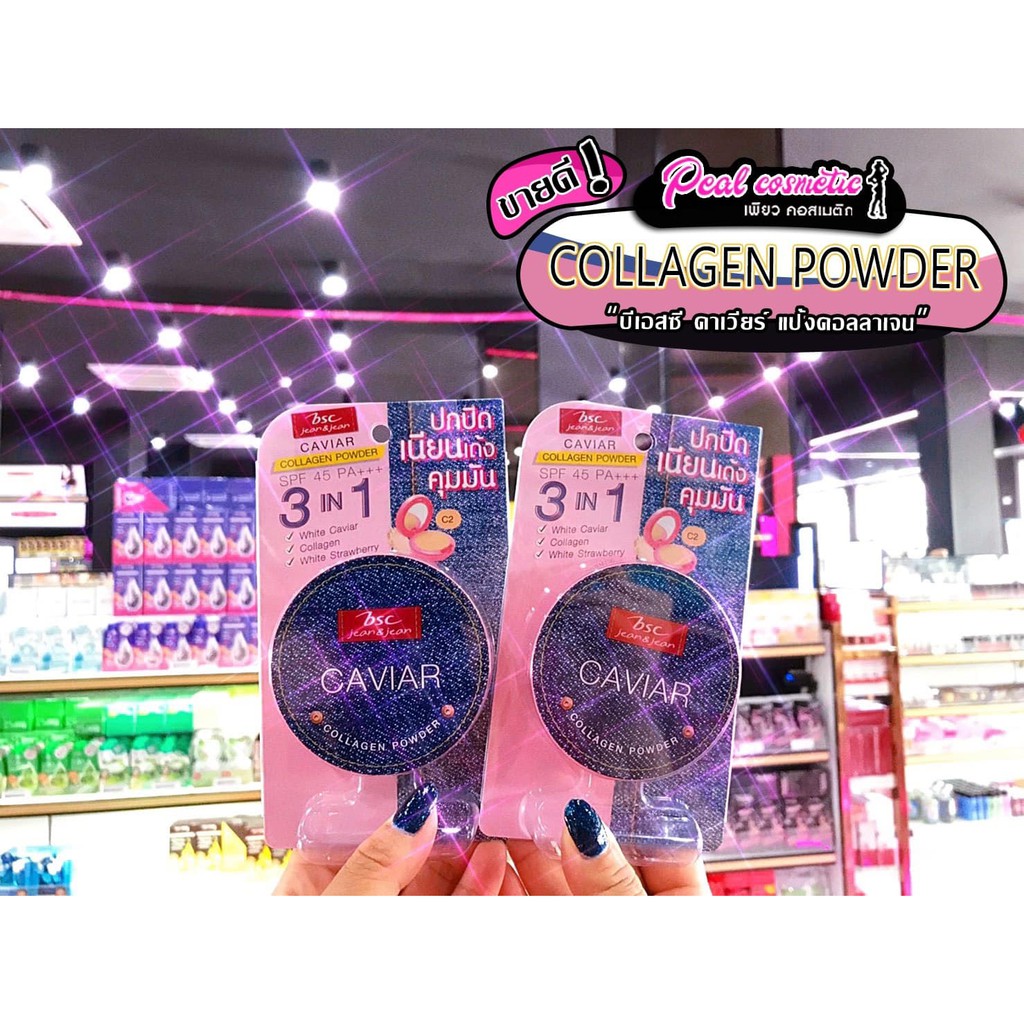 ขายดี!
Peal cosmetic
เพียว คอสเมติก
COLLAGEN POWDER
"บีเอสซี คาเวียร์ แป้งคอลลาเจน"
bsc
jean&jean
CAVIAR
COLLAGEN POWDER
SPF 45 PA+++
3 IN 1
White Caviar
Collagen
White Strawberry
ปกปิด
เนียนเด้ง
คุมมัน
C2
bsc
jean&jean
CAVIAR
COLLAGEN POWDER
bsc
jean&jean
CAVIAR
COLLAGEN POWDER
SPF 45 PA+++
3 IN 1
White Caviar
Collagen
White Strawberry
ปกปิด
เนียนเด้ง
คุมมัน
C2
bsc
jean&jean
CAVIAR
COLLAGEN POWDER